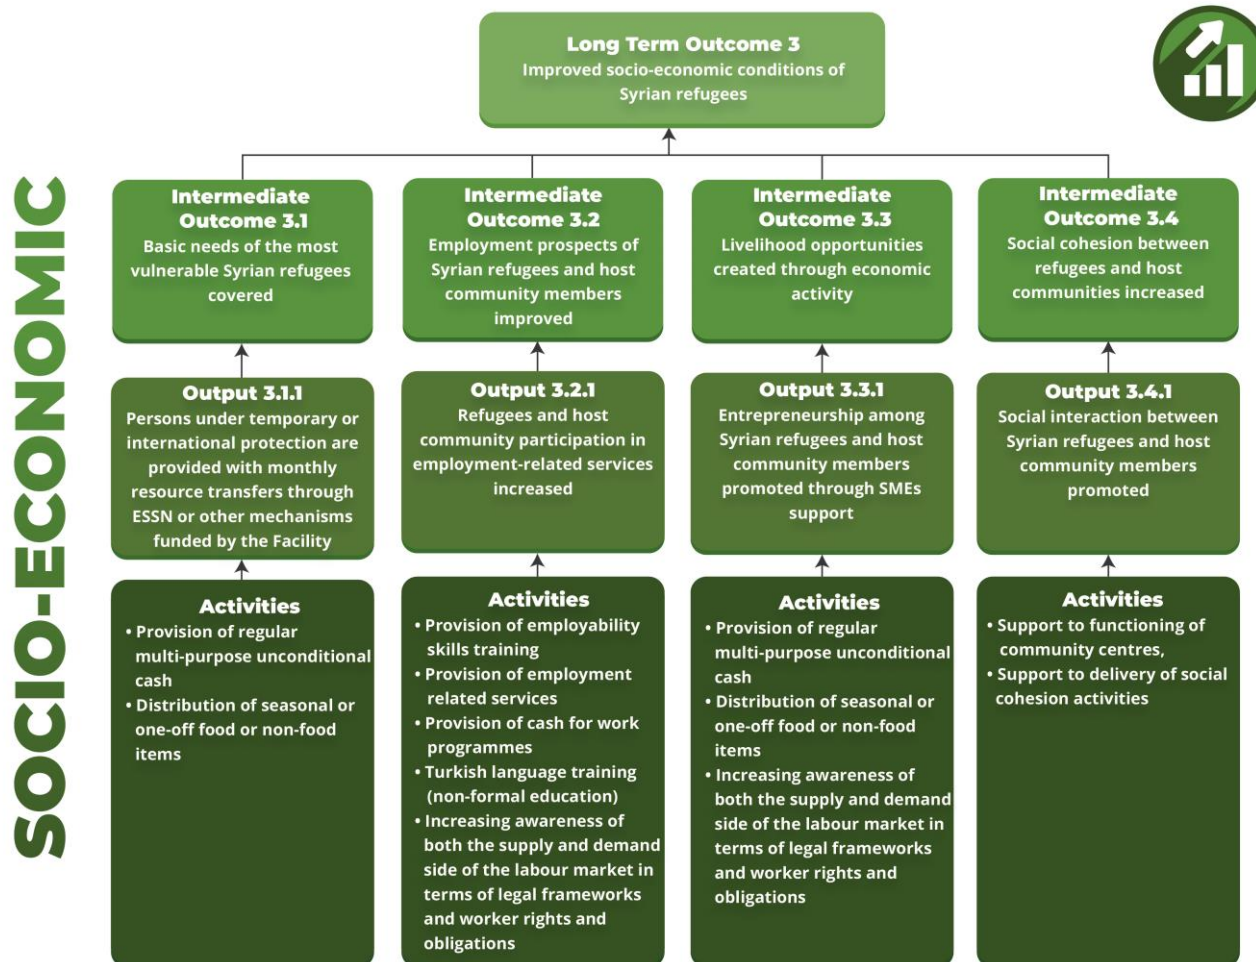 SOCIO-ECONOMIC
Long Term Outcome 3
Improved socio-economic conditions of
Syrian refugees
Intermediate
Outcome 3.1
Basic needs of the most
vulnerable Syrian refugees
covered
Intermediate
Outcome 3.2
Employment prospects of
Syrian refugees and host
community members
improved
Intermediate
Outcome 3.3
Livelihood opportunities
created through economic
activity
Intermediate
Outcome 3.4
Social cohesion between
refugees and host
communities increased
Output 3.1.1
Persons under temporary or
international protection are
provided with monthly
resource transfers through
ESSN or other mechanisms
funded by the Facility
Output 3.2.1
Refugees and host
community participation in
employment-related services
increased
Output 3.3.1
Entrepreneurship among
Syrian refugees and host
community members
promoted through SMEs
support
Output 3.4.1
Social interaction between
Syrian refugees and host
community members
promoted
Activities
• Provision of regular
multi-purpose unconditional
cash
• Distribution of seasonal or
one-off food or non-food
items
Activities
• Provision of employability
skills training
• Provision of employment
related services
• Provision of cash for work
programmes
• Turkish language training
(non-formal education)
• Increasing awareness of
both the supply and demand
side of the labour market in
terms of legal frameworks
and worker rights and
obligations
Activities
• Provision of regular
multi-purpose unconditional
cash
• Distribution of seasonal or
one-off food or non-food
items
• Increasing awareness of
both the supply and demand
side of the labour market in
terms of legal frameworks
and worker rights and
obligations
Activities
• Support to functioning of
community centres,
• Support to delivery of social
cohesion activities